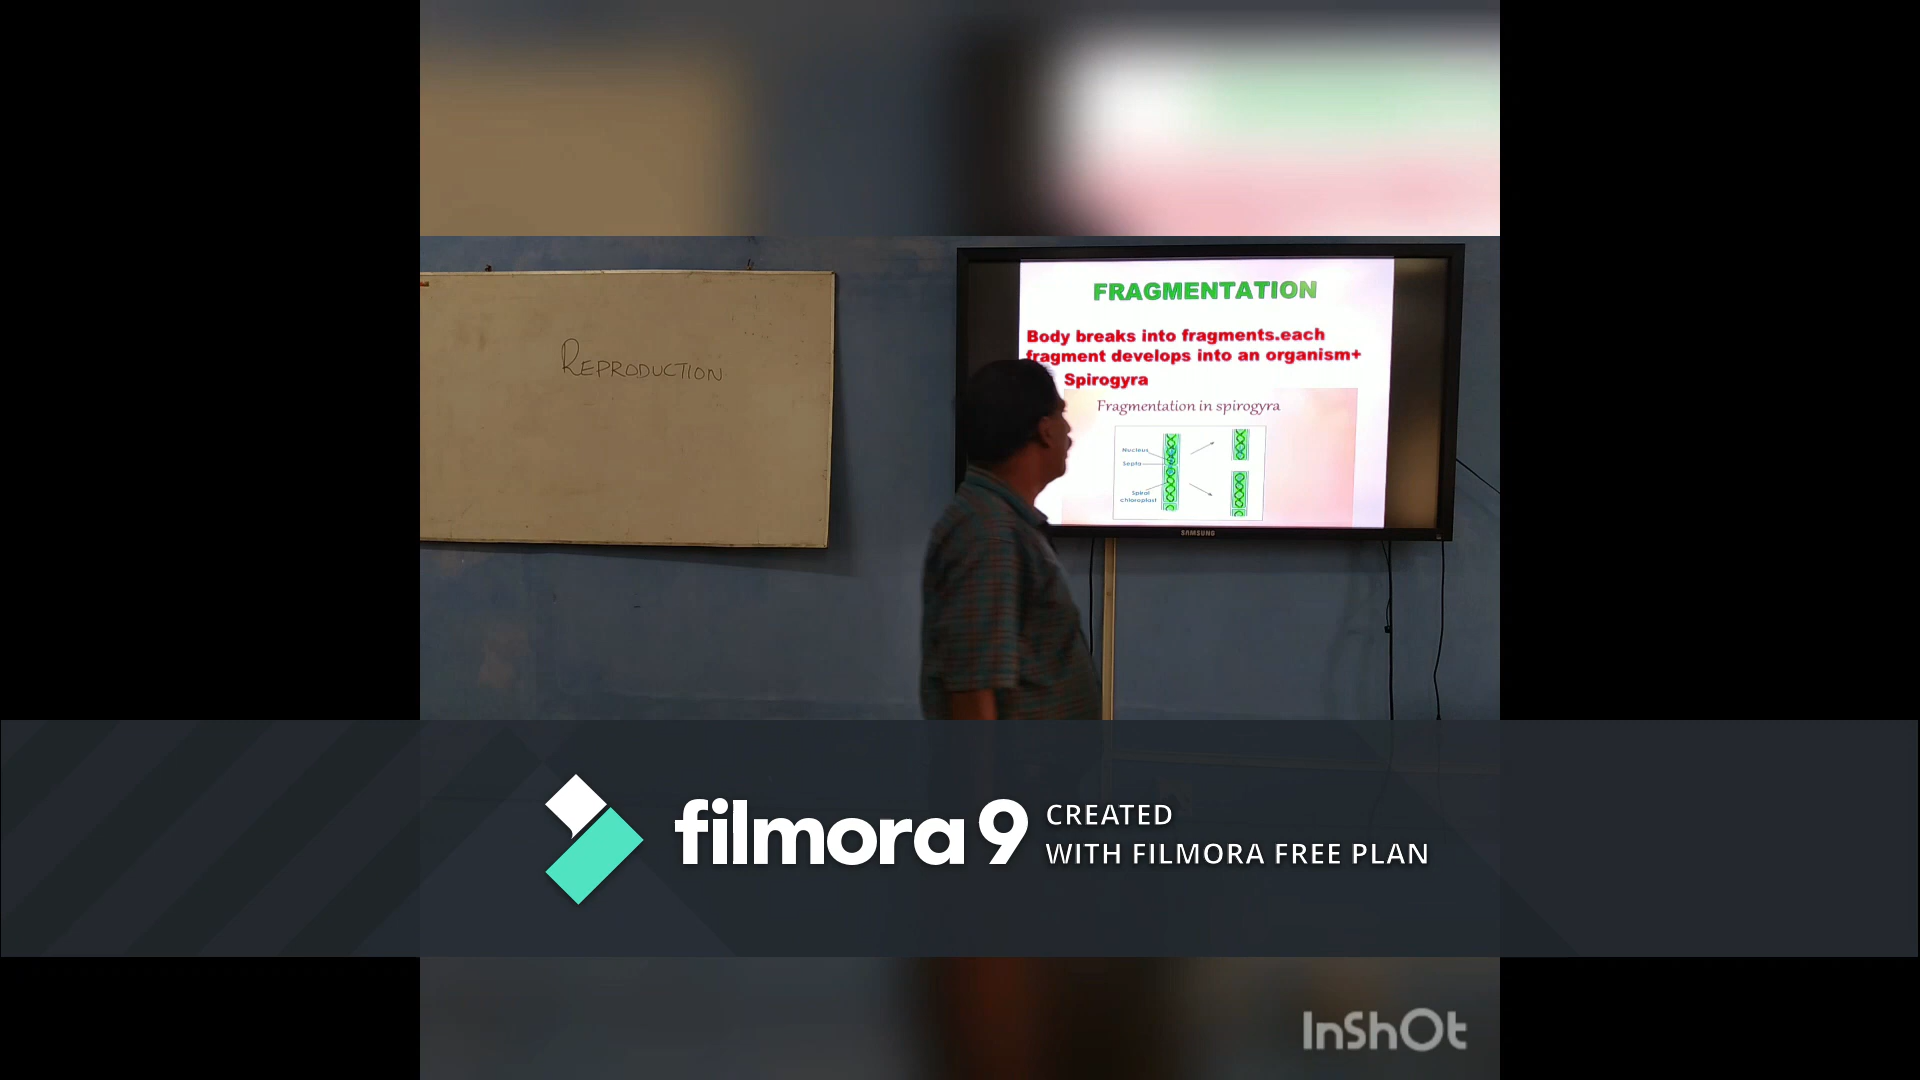 REPRODUCTION
FRAGMENTATION
Body breaks into fragments.each
fragment develops into an organism+
Spirogyra
Fragmentation in spirogyra
Nucleus
Septa
Spiral
chloroplast
SAMSUNG
filmora 9
CREATED
WITH FILMORA FREE PLAN
InShOt